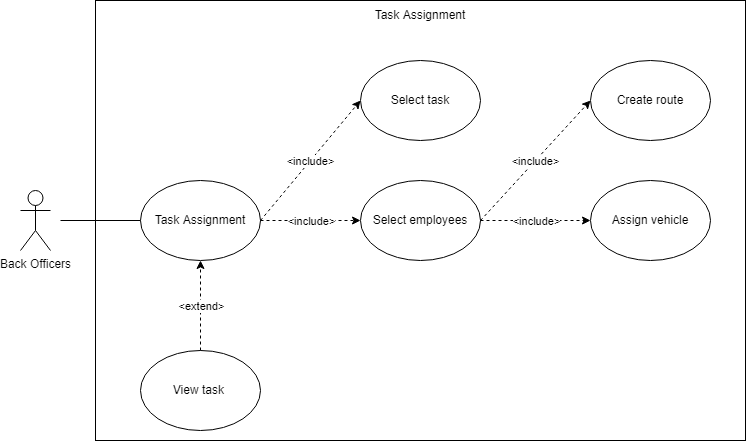 Task Assignment
Select task
Create route
<include>
<include>
Task Assignment
<include>
Select employees
<include>
Assign vehicle
Back Officers
<extend>
View task